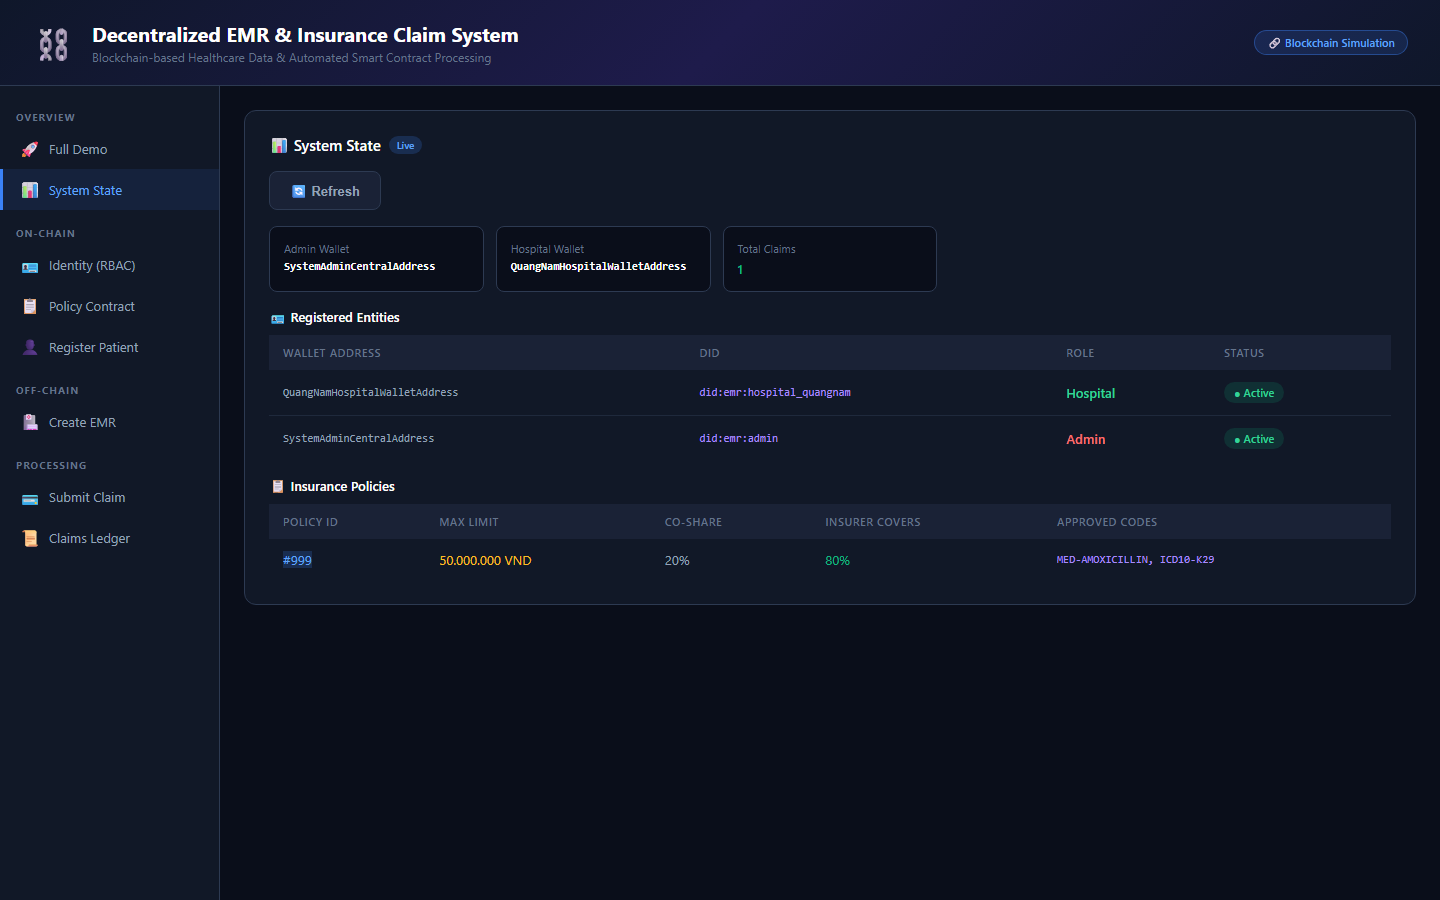 Decentralized EMR & Insurance Claim System
Blockchain-based Healthcare Data & Automated Smart Contract Processing
Blockchain Simulation
OVERVIEW
Full Demo
System State
ON-CHAIN
Identity (RBAC)
Policy Contract
Register Patient
OFF-CHAIN
Create EMR
PROCESSING
Submit Claim
Claims Ledger
System State Live
Refresh
Admin Wallet
SystemAdminCentralAddress
Hospital Wallet
QuangNamHospitalWalletAddress
Total Claims
1
Registered Entities
WALLET ADDRESS DID ROLE STATUS
QuangNamHospitalWalletAddress did:emr:hospital_quangnam Hospital ● Active
SystemAdminCentralAddress did:emr:admin Admin ● Active
Insurance Policies
POLICY ID MAX LIMIT CO-SHARE INSURER COVERS APPROVED CODES
#999 50.000.000 VND 20% 80% MED-AMOXICILLIN, ICD10-K29